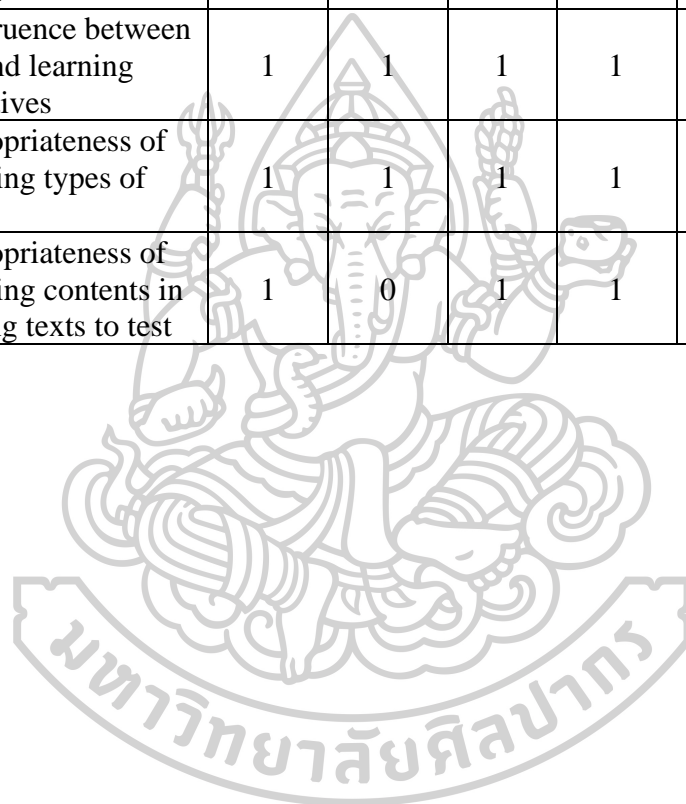 ruence between
nd learning 1 1 1 1
ives
opriateness of
ing types of 1 1 1 1
opriateness of
ing contents in 1 0 1 1
g texts to test
มหาวิทยาลัยศิลปากร